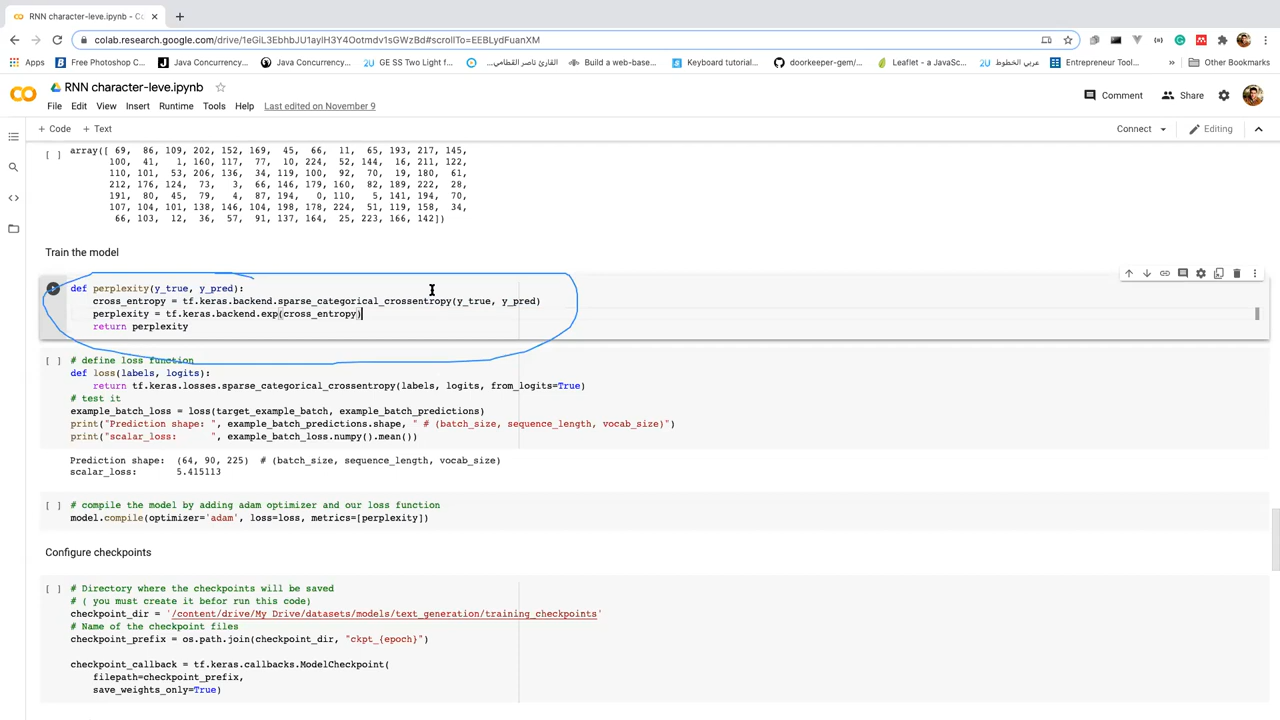 RNN character-leve.ipynb - Co
colab.research.google.com/drive/1eGiL3EbhbJU1aylH3Y4Ootmdv1sGWzBd#scrollTo=EEBLydFuanXM
Apps
Free Photoshop C...
Java Concurrency...
Java Concurrency:...
GE SS Two Light f...
القارئ ناصر القطامي...
Build a web-base...
Keyboard tutorial...
doorkeeper-gem/...
Leaflet - a JavaSc...
عربي الخطوط
Entrepreneur Tool...
»
Other Bookmarks
RNN character-leve.ipynb
File Edit View Insert Runtime Tools Help Last edited on November 9
Comment
Share
+ Code + Text
Connect
Editing
[ ] array([ 69, 86, 109, 202, 152, 169, 45, 66, 11, 65, 193, 217, 145,
100, 41, 1, 160, 117, 77, 10, 224, 52, 144, 16, 211, 122,
110, 101, 53, 206, 136, 34, 119, 100, 92, 70, 19, 180, 61,
212, 176, 124, 73, 3, 66, 146, 179, 160, 82, 189, 222, 28,
191, 80, 45, 79, 4, 87, 194, 0, 110, 5, 141, 194, 70,
107, 104, 101, 138, 146, 104, 198, 178, 224, 51, 119, 158, 34,
66, 103, 12, 36, 57, 91, 137, 164, 25, 223, 166, 142])
Train the model
def perplexity(y_true, y_pred):
cross_entropy = tf.keras.backend.sparse_categorical_crossentropy(y_true, y_pred)
perplexity = tf.keras.backend.exp(cross_entropy)
return perplexity
[ ] # define loss function
def loss(labels, logits):
return tf.keras.losses.sparse_categorical_crossentropy(labels, logits, from_logits=True)
# test it
example_batch_loss = loss(target_example_batch, example_batch_predictions)
print("Prediction shape: ", example_batch_predictions.shape, " # (batch_size, sequence_length, vocab_size)")
print("scalar_loss:      ", example_batch_loss.numpy().mean())
Prediction shape:  (64, 90, 225)  # (batch_size, sequence_length, vocab_size)
scalar_loss:       5.415113
[ ] # compile the model by adding adam optimizer and our loss function
model.compile(optimizer='adam', loss=loss, metrics=[perplexity])
Configure checkpoints
[ ] # Directory where the checkpoints will be saved
# ( you must create it befor run this code)
checkpoint_dir = '/content/drive/My Drive/datasets/models/text_generation/training_checkpoints'
# Name of the checkpoint files
checkpoint_prefix = os.path.join(checkpoint_dir, "ckpt_{epoch}")
checkpoint_callback = tf.keras.callbacks.ModelCheckpoint(
filepath=checkpoint_prefix,
save_weights_only=True)